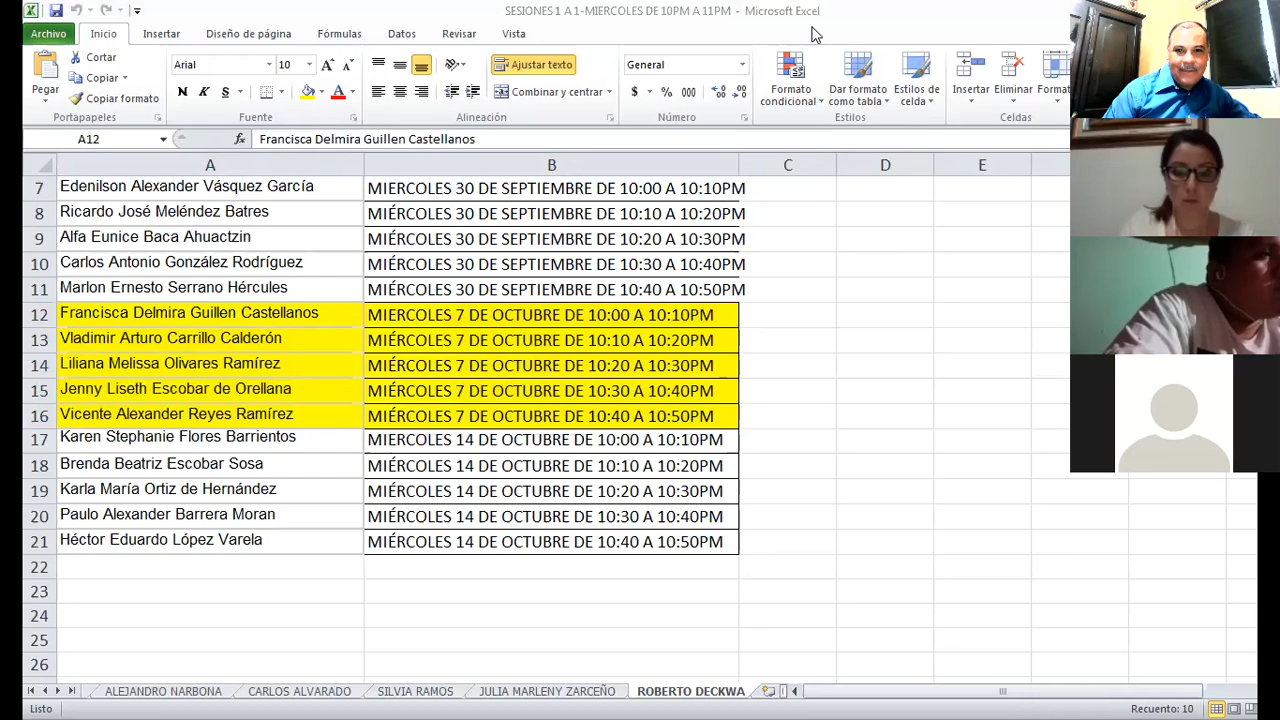 SESIONES 1 A 1-MIERCOLES DE 10PM A 11PM - Microsoft Excel
Archivo Inicio Insertar Diseño de página Fórmulas Datos Revisar Vista
Pegar Cortar Copiar Copiar formato
Arial 10 N K S
Ajustar texto Combinar y centrar
General $ % 000
Formato condicional Dar formato como tabla Estilos de celda Insertar Eliminar Format
Portapapeles Fuente Alineación Número Estilos Celdas
A12 fx Francisca Delmira Guillen Castellanos
A B C D E
7 Edenilson Alexander Vásquez García MIERCOLES 30 DE SEPTIEMBRE DE 10:00 A 10:10PM
8 Ricardo José Meléndez Batres MIÉRCOLES 30 DE SEPTIEMBRE DE 10:10 A 10:20PM
9 Alfa Eunice Baca Ahuactzin MIÉRCOLES 30 DE SEPTIEMBRE DE 10:20 A 10:30PM
10 Carlos Antonio González Rodríguez MIÉRCOLES 30 DE SEPTIEMBRE DE 10:30 A 10:40PM
11 Marlon Ernesto Serrano Hércules MIÉRCOLES 30 DE SEPTIEMBRE DE 10:40 A 10:50PM
12 Francisca Delmira Guillen Castellanos MIERCOLES 7 DE OCTUBRE DE 10:00 A 10:10PM
13 Vladimir Arturo Carrillo Calderón MIÉRCOLES 7 DE OCTUBRE DE 10:10 A 10:20PM
14 Liliana Melissa Olivares Ramírez MIÉRCOLES 7 DE OCTUBRE DE 10:20 A 10:30PM
15 Jenny Liseth Escobar de Orellana MIÉRCOLES 7 DE OCTUBRE DE 10:30 A 10:40PM
16 Vicente Alexander Reyes Ramírez MIÉRCOLES 7 DE OCTUBRE DE 10:40 A 10:50PM
17 Karen Stephanie Flores Barrientos MIERCOLES 14 DE OCTUBRE DE 10:00 A 10:10PM
18 Brenda Beatriz Escobar Sosa MIÉRCOLES 14 DE OCTUBRE DE 10:10 A 10:20PM
19 Karla María Ortiz de Hernández MIÉRCOLES 14 DE OCTUBRE DE 10:20 A 10:30PM
20 Paulo Alexander Barrera Moran MIÉRCOLES 14 DE OCTUBRE DE 10:30 A 10:40PM
21 Héctor Eduardo López Varela MIÉRCOLES 14 DE OCTUBRE DE 10:40 A 10:50PM
22
23
24
25
26
ALEJANDRO NARBONA CARLOS ALVARADO SILVIA RAMOS JULIA MARLENY ZARCEÑO ROBERTO DECKWA
Listo Recuento: 10